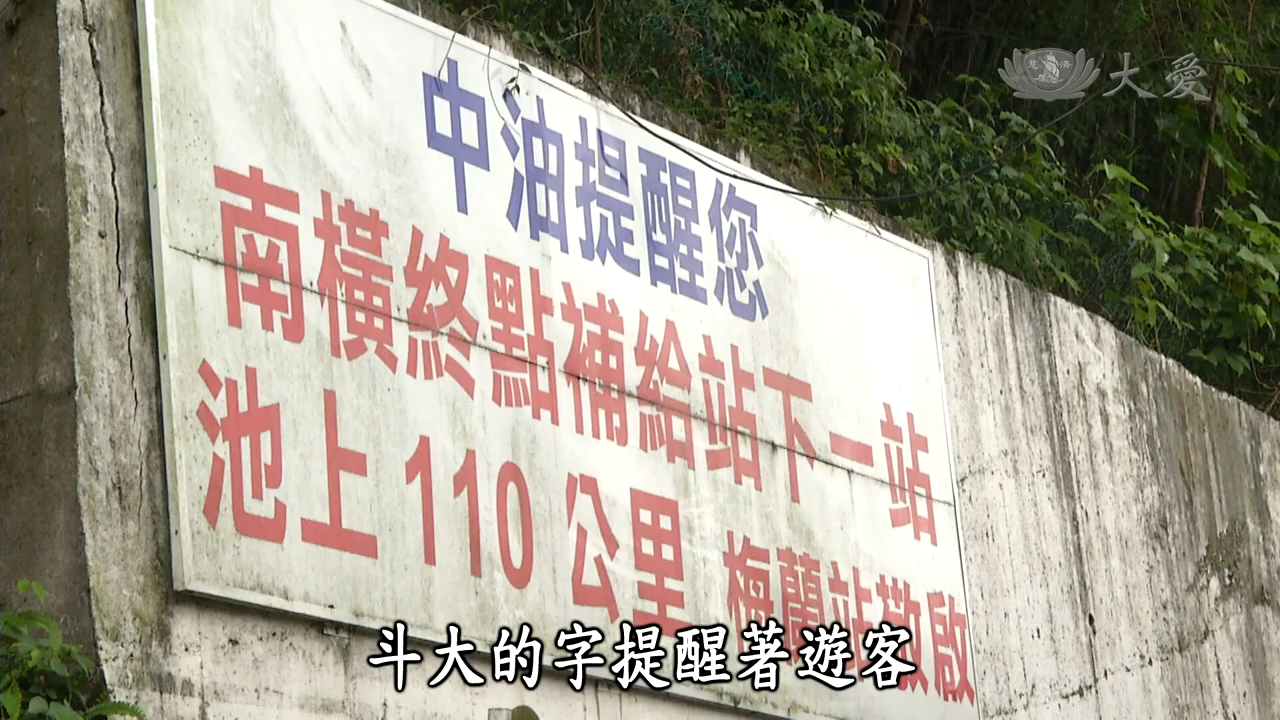 大愛
中油提醒您
南橫終點補給站下一站
池上110公里 梅蘭站敬啟
斗大的字提醒著遊客